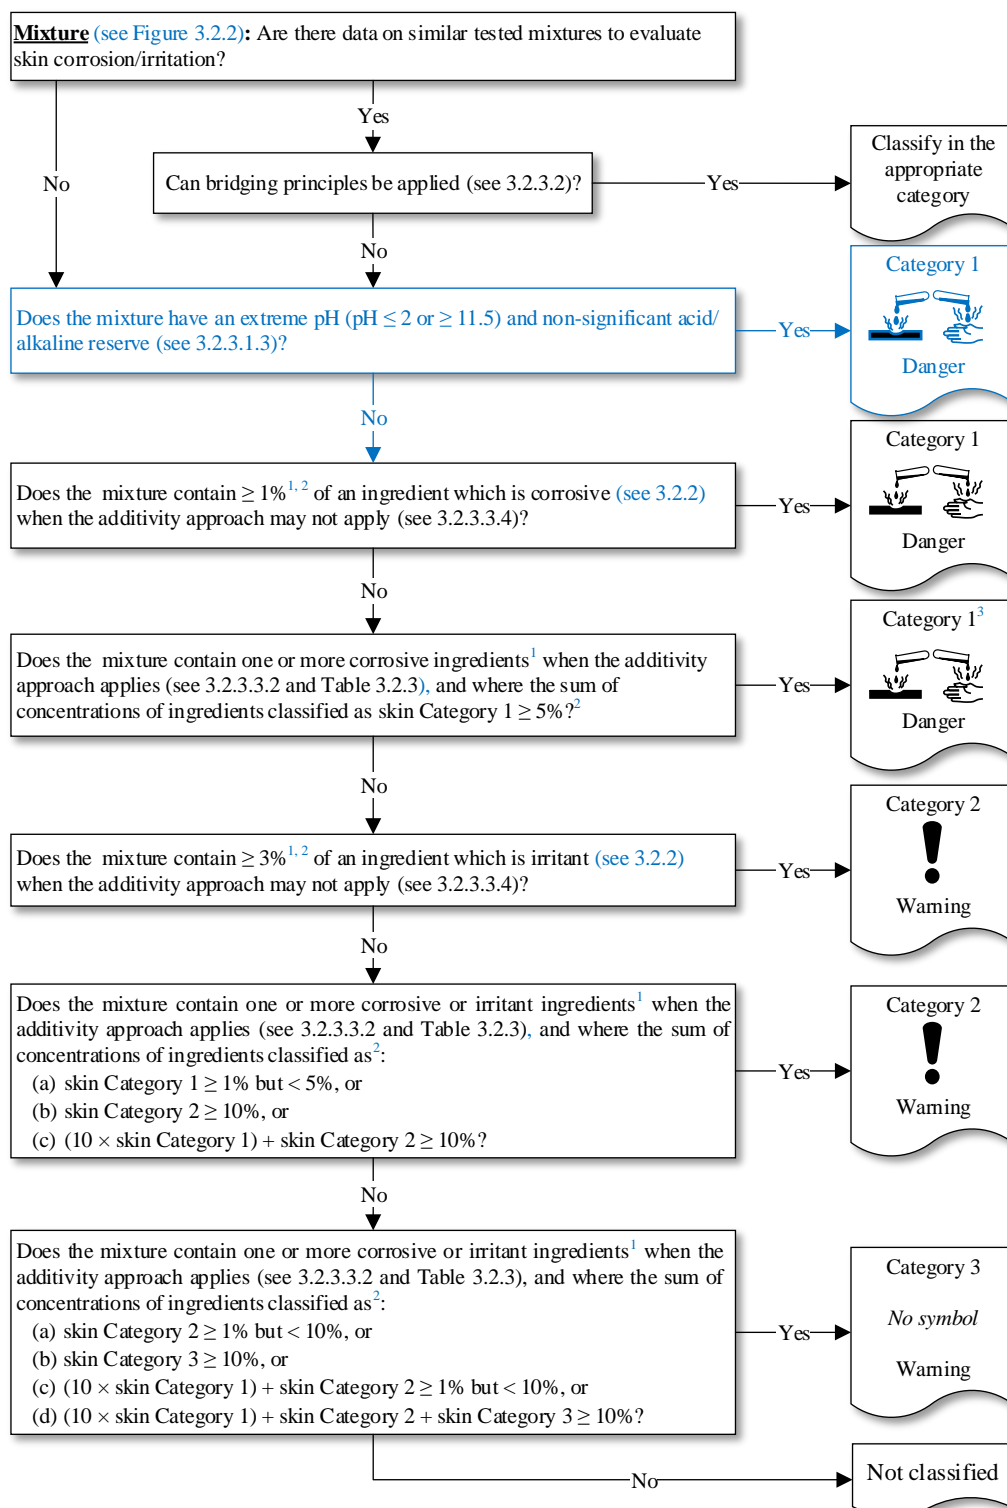 Mixture (see Figure 3.2.2): Are there data on similar tested mixtures to evaluate
skin corrosion/irritation?
Yes
No
Can bridging principles be applied (see 3.2.3.2)?
Yes
Classify in the
appropriate
category
No
Does the mixture have an extreme pH (pH ≤ 2 or ≥ 11.5) and non-significant acid/
alkaline reserve (see 3.2.3.1.3)?
Yes
Category 1
Danger
No
Does the mixture contain ≥ 1%1, 2 of an ingredient which is corrosive (see 3.2.2)
when the additivity approach may not apply (see 3.2.3.3.4)?
Yes
Category 1
Danger
No
Does the mixture contain one or more corrosive ingredients1 when the additivity
approach applies (see 3.2.3.3.2 and Table 3.2.3), and where the sum of
concentrations of ingredients classified as skin Category 1 ≥ 5%?2
Yes
Category 13
Danger
No
Does the mixture contain ≥ 3%1, 2 of an ingredient which is irritant (see 3.2.2)
when the additivity approach may not apply (see 3.2.3.3.4)?
Yes
Category 2
Warning
No
Does the mixture contain one or more corrosive or irritant ingredients1 when the
additivity approach applies (see 3.2.3.3.2 and Table 3.2.3), and where the sum of
concentrations of ingredients classified as2:
(a) skin Category 1 ≥ 1% but < 5%, or
(b) skin Category 2 ≥ 10%, or
(c) (10 × skin Category 1) + skin Category 2 ≥ 10%?
Yes
Category 2
Warning
No
Does the mixture contain one or more corrosive or irritant ingredients1 when the
additivity approach applies (see 3.2.3.3.2 and Table 3.2.3), and where the sum of
concentrations of ingredients classified as2:
(a) skin Category 2 ≥ 1% but < 10%, or
(b) skin Category 3 ≥ 10%, or
(c) (10 × skin Category 1) + skin Category 2 ≥ 1% but < 10%, or
(d) (10 × skin Category 1) + skin Category 2 + skin Category 3 ≥ 10%?
Yes
Category 3
No symbol
Warning
No
Not classified